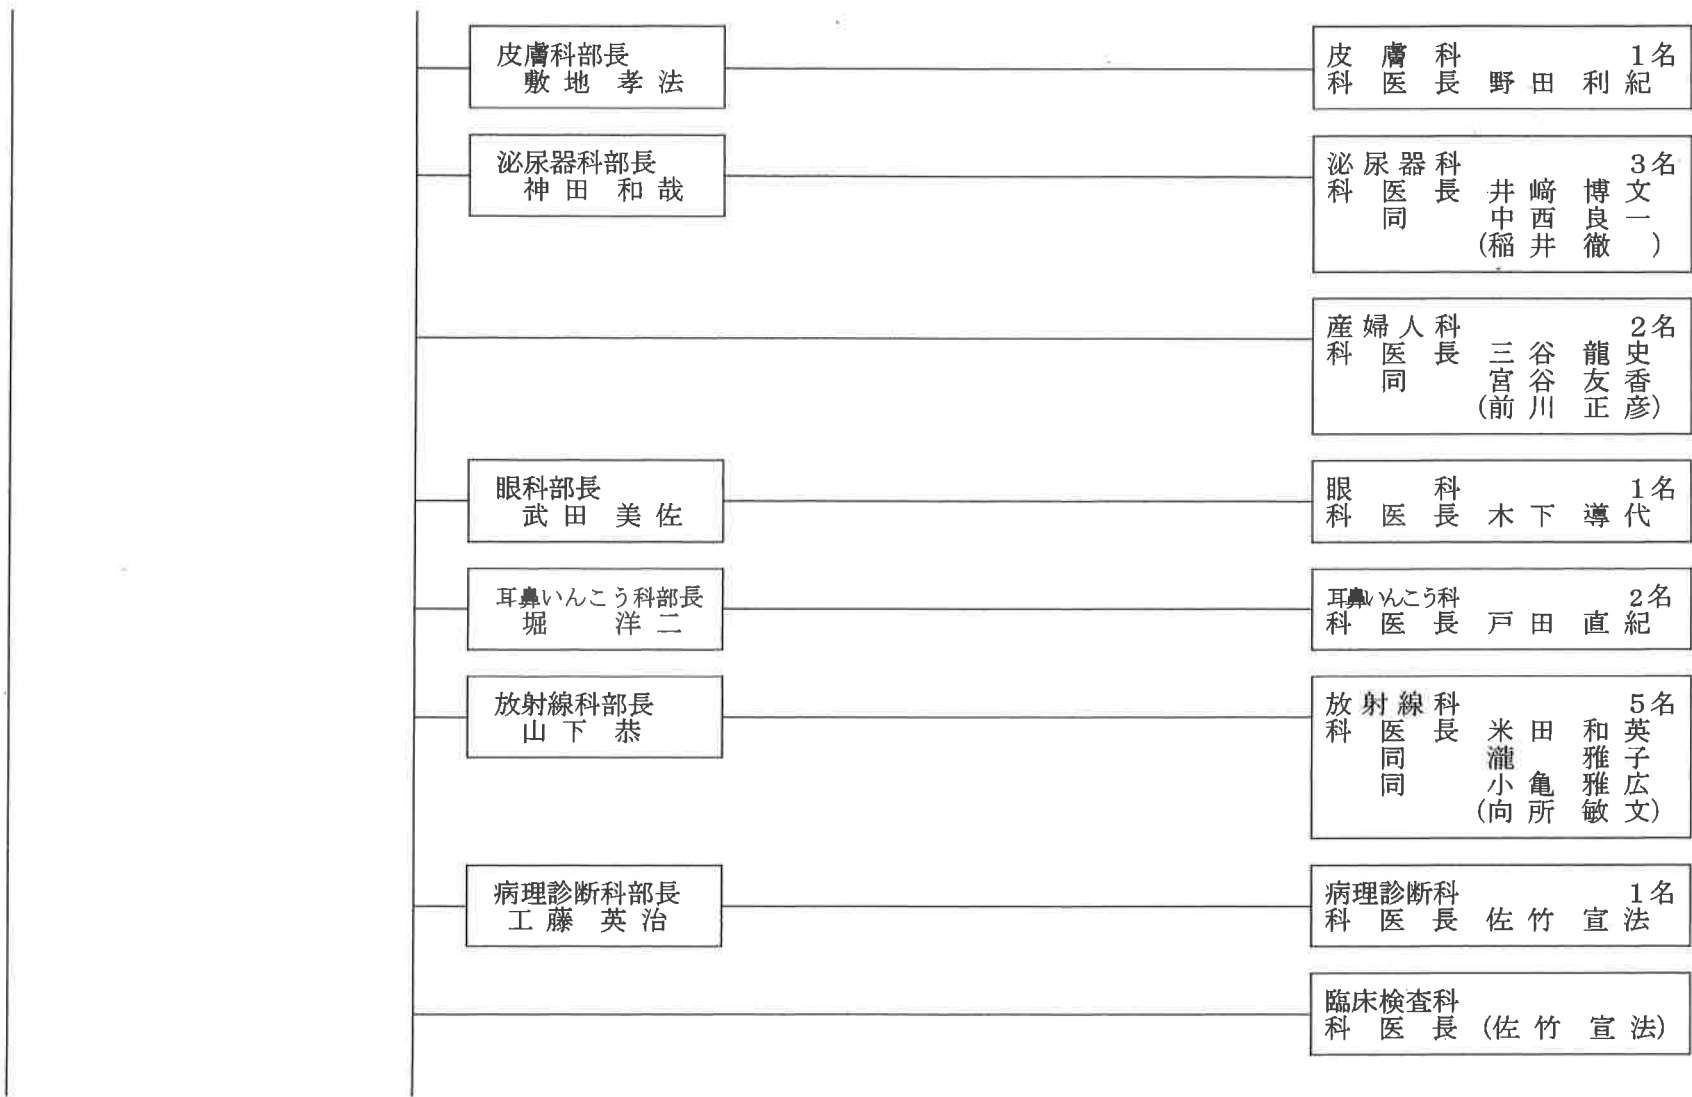 皮膚科部長
敷地 孝法
皮膚科 1名
科医長 野田 利紀
泌尿器科部長
神田 和哉
泌尿器科 3名
科医長 井﨑 博文
同 中西 良一
(稲井 徹)
産婦人科 2名
科医長 三谷 龍史
同 宮谷 友香
(前川 正彦)
眼科部長
武田 美佐
眼科 1名
科医長 木下 導代
耳鼻いんこう科部長
堀 洋二
耳鼻いんこう科 2名
科医長 戸田 直紀
放射線科部長
山下 恭
放射線科 5名
科医長 米田 和英
同 瀧 雅子
同 小亀 雅広
(向所 敏文)
病理診断科部長
工藤 英治
病理診断科 1名
科医長 佐竹 宣法
臨床検査科
科医長 (佐竹 宣法)